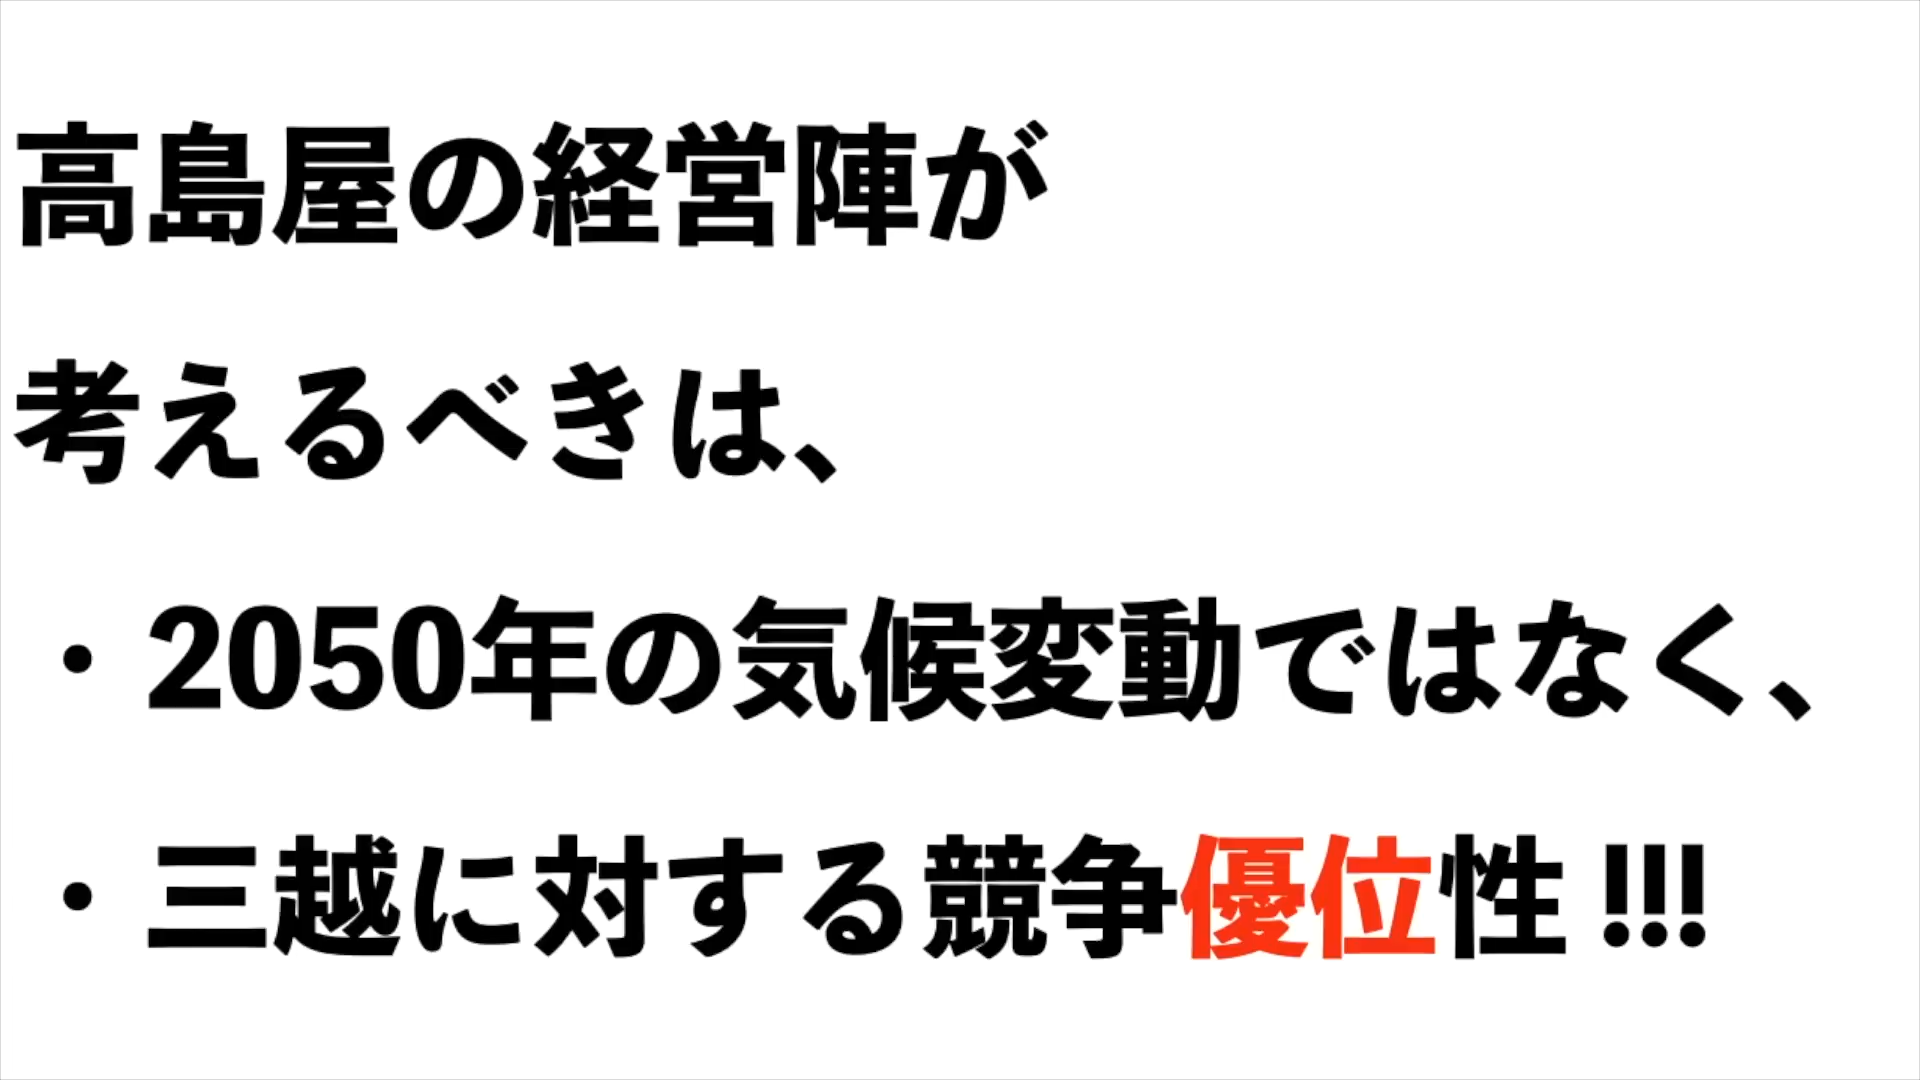 高島屋の経営陣が
考えるべきは、
・2050年の気候変動ではなく、
・三越に対する競争優位性 !!!